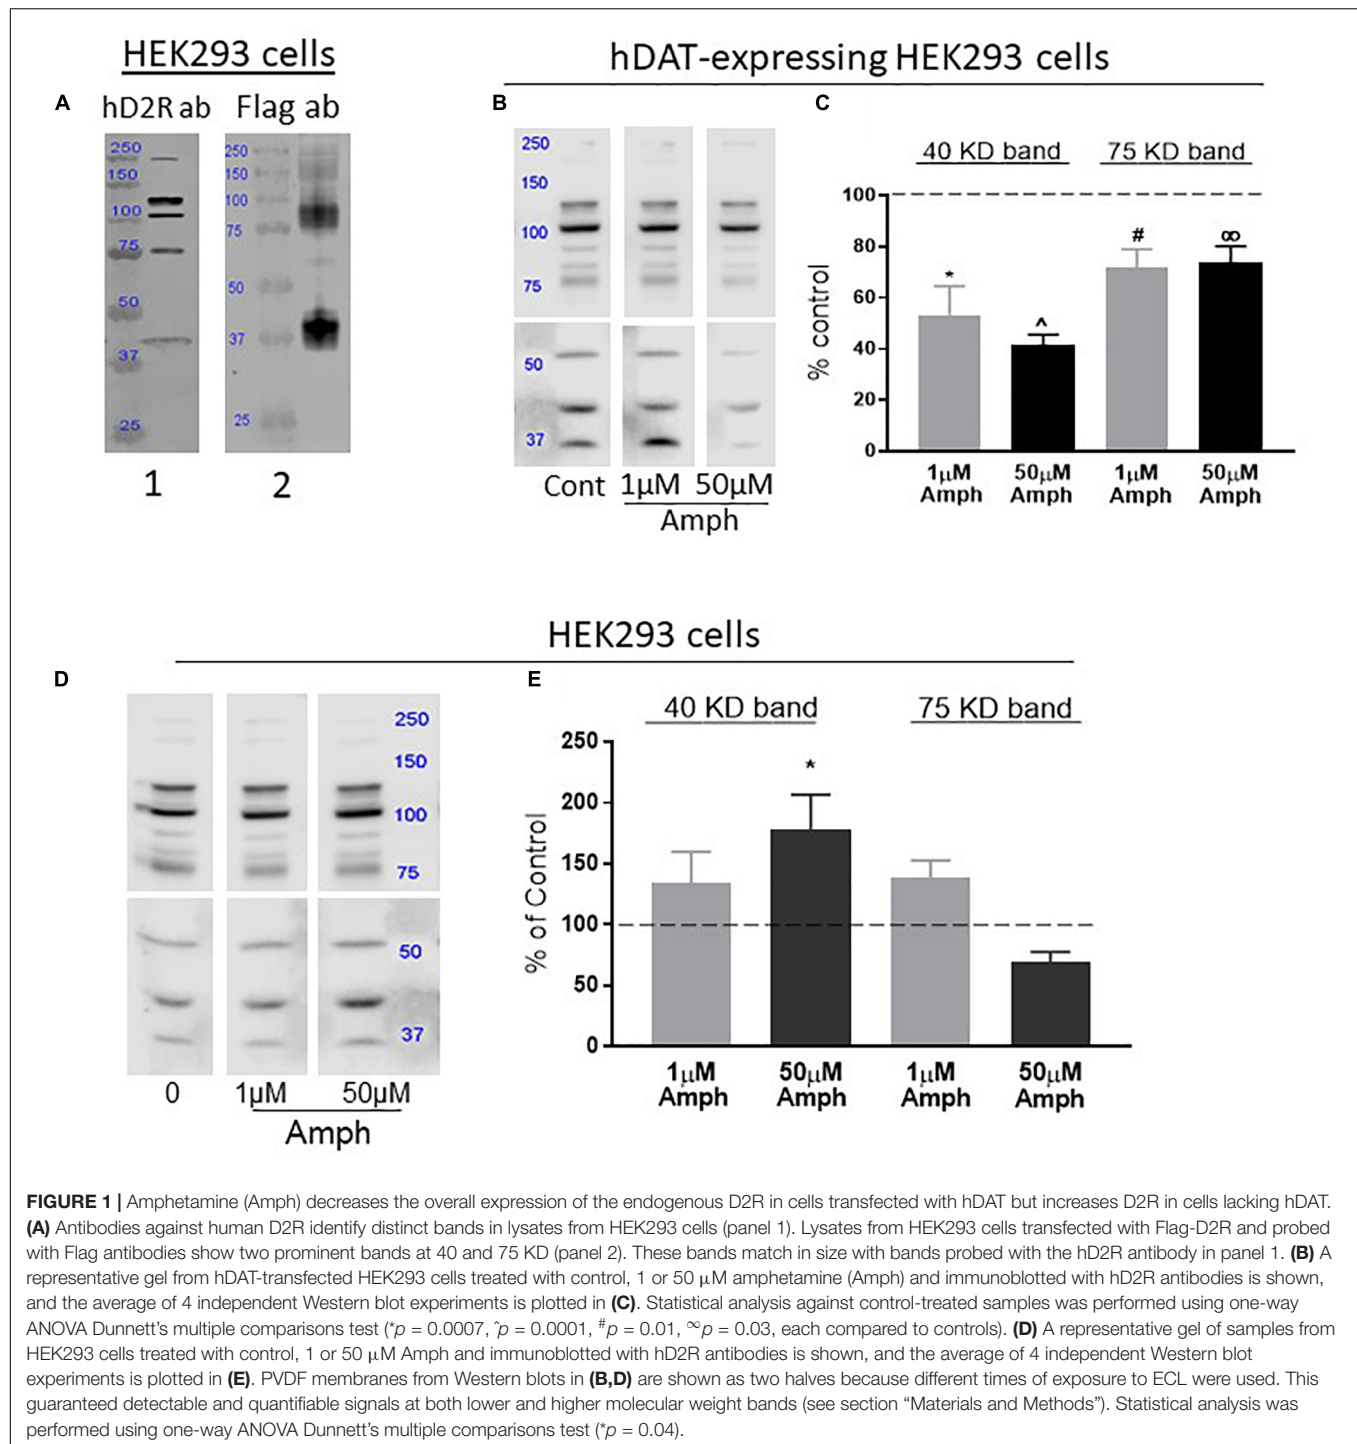 HEK293 cells
hDAT-expressing HEK293 cells
A
hD2R ab
Flag ab
250
150
100
75
50
37
25
250
150
100
75
50
37
25
1
2
B
250
150
100
75
50
37
Cont 1μM 50μM
Amph
C
40 KD band 75 KD band
% control
100
80
60
40
20
0
*
^
#
∞
1μM Amph
50μM Amph
1μM Amph
50μM Amph
HEK293 cells
D
250
150
100
75
50
37
0 1μM 50μM
Amph
E
40 KD band 75 KD band
% of Control
250
200
150
100
50
0
*
1μM Amph
50μM Amph
1μM Amph
50μM Amph
FIGURE 1 | Amphetamine (Amph) decreases the overall expression of the endogenous D2R in cells transfected with hDAT but increases D2R in cells lacking hDAT.
(A) Antibodies against human D2R identify distinct bands in lysates from HEK293 cells (panel 1). Lysates from HEK293 cells transfected with Flag-D2R and probed
with Flag antibodies show two prominent bands at 40 and 75 KD (panel 2). These bands match in size with bands probed with the hD2R antibody in panel 1. (B) A
representative gel from hDAT-transfected HEK293 cells treated with control, 1 or 50 μM amphetamine (Amph) and immunoblotted with hD2R antibodies is shown,
and the average of 4 independent Western blot experiments is plotted in (C). Statistical analysis against control-treated samples was performed using one-way
ANOVA Dunnett's multiple comparisons test (*p = 0.0007, ^p = 0.0001, #p = 0.01, ∞p = 0.03, each compared to controls). (D) A representative gel of samples from
HEK293 cells treated with control, 1 or 50 μM Amph and immunoblotted with hD2R antibodies is shown, and the average of 4 independent Western blot
experiments is plotted in (E). PVDF membranes from Western blots in (B,D) are shown as two halves because different times of exposure to ECL were used. This
guaranteed detectable and quantifiable signals at both lower and higher molecular weight bands (see section "Materials and Methods"). Statistical analysis was
performed using one-way ANOVA Dunnett's multiple comparisons test (*p = 0.04).